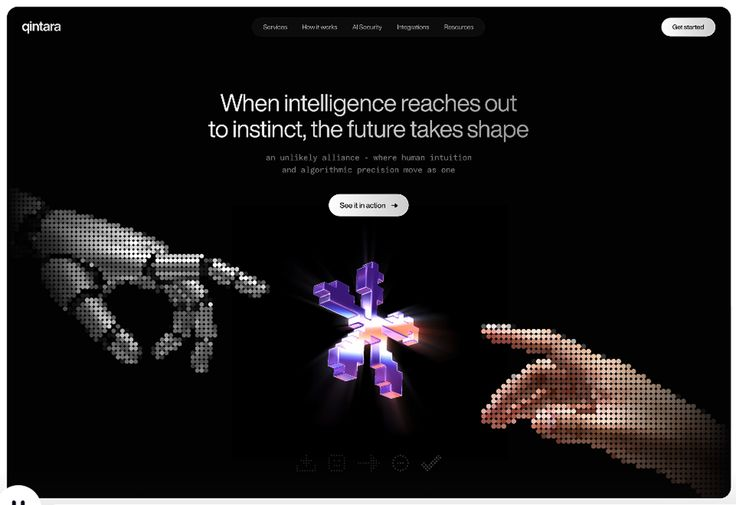 qintara
Services How it works AI Security Integrations Resources
Get started
When intelligence reaches out
to instinct, the future takes shape
an unlikely alliance - where human intuition
and algorithmic precision move as one
See it in action